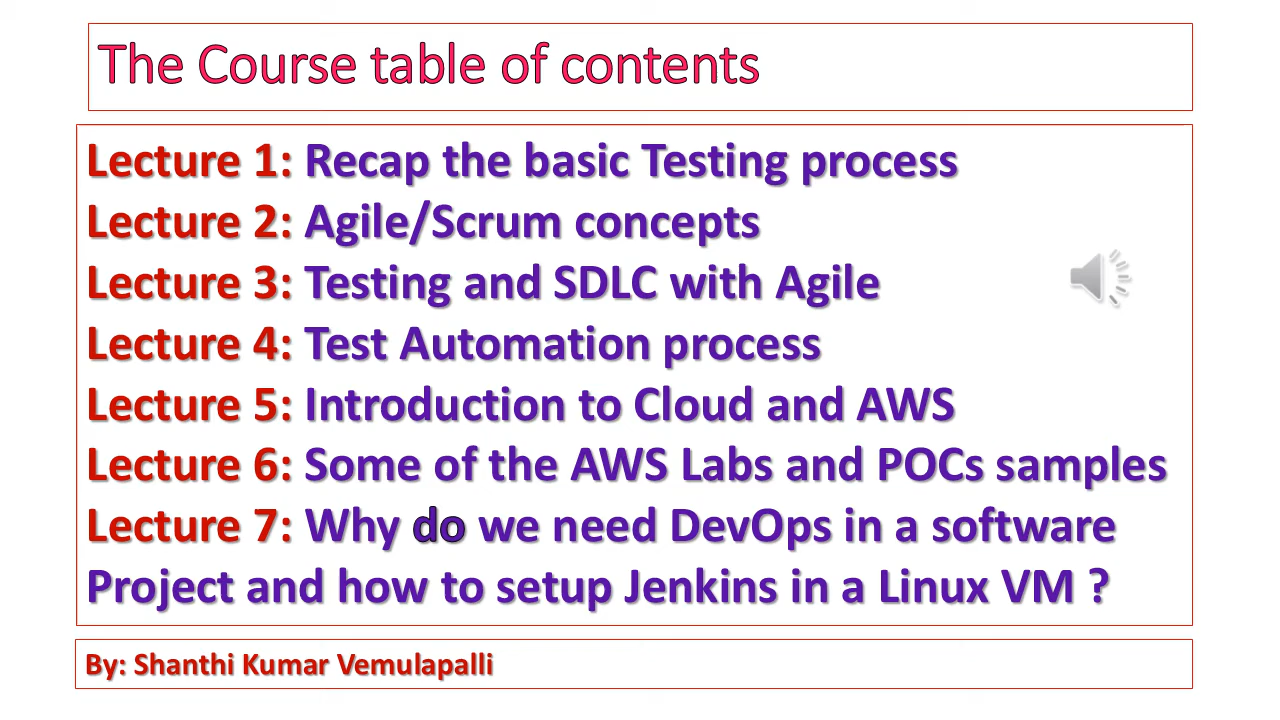 The Course table of contents
Lecture 1: Recap the basic Testing process
Lecture 2: Agile/Scrum concepts
Lecture 3: Testing and SDLC with Agile
Lecture 4: Test Automation process
Lecture 5: Introduction to Cloud and AWS
Lecture 6: Some of the AWS Labs and POCs samples
Lecture 7: Why do we need DevOps in a software
Project and how to setup Jenkins in a Linux VM ?
By: Shanthi Kumar Vemulapalli